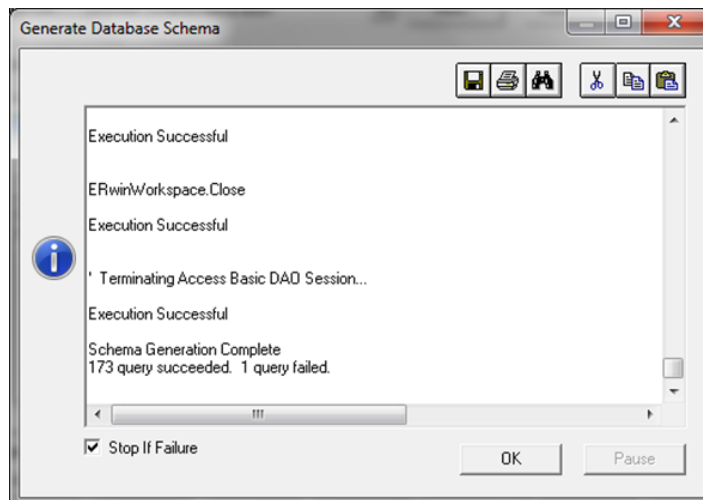 Generate Database Schema
Execution Successful
ERwinWorkspace.Close
Execution Successful
' Terminating Access Basic DAO Session...
Execution Successful
Schema Generation Complete
173 query succeeded. 1 query failed.
Stop If Failure
OK
Pause